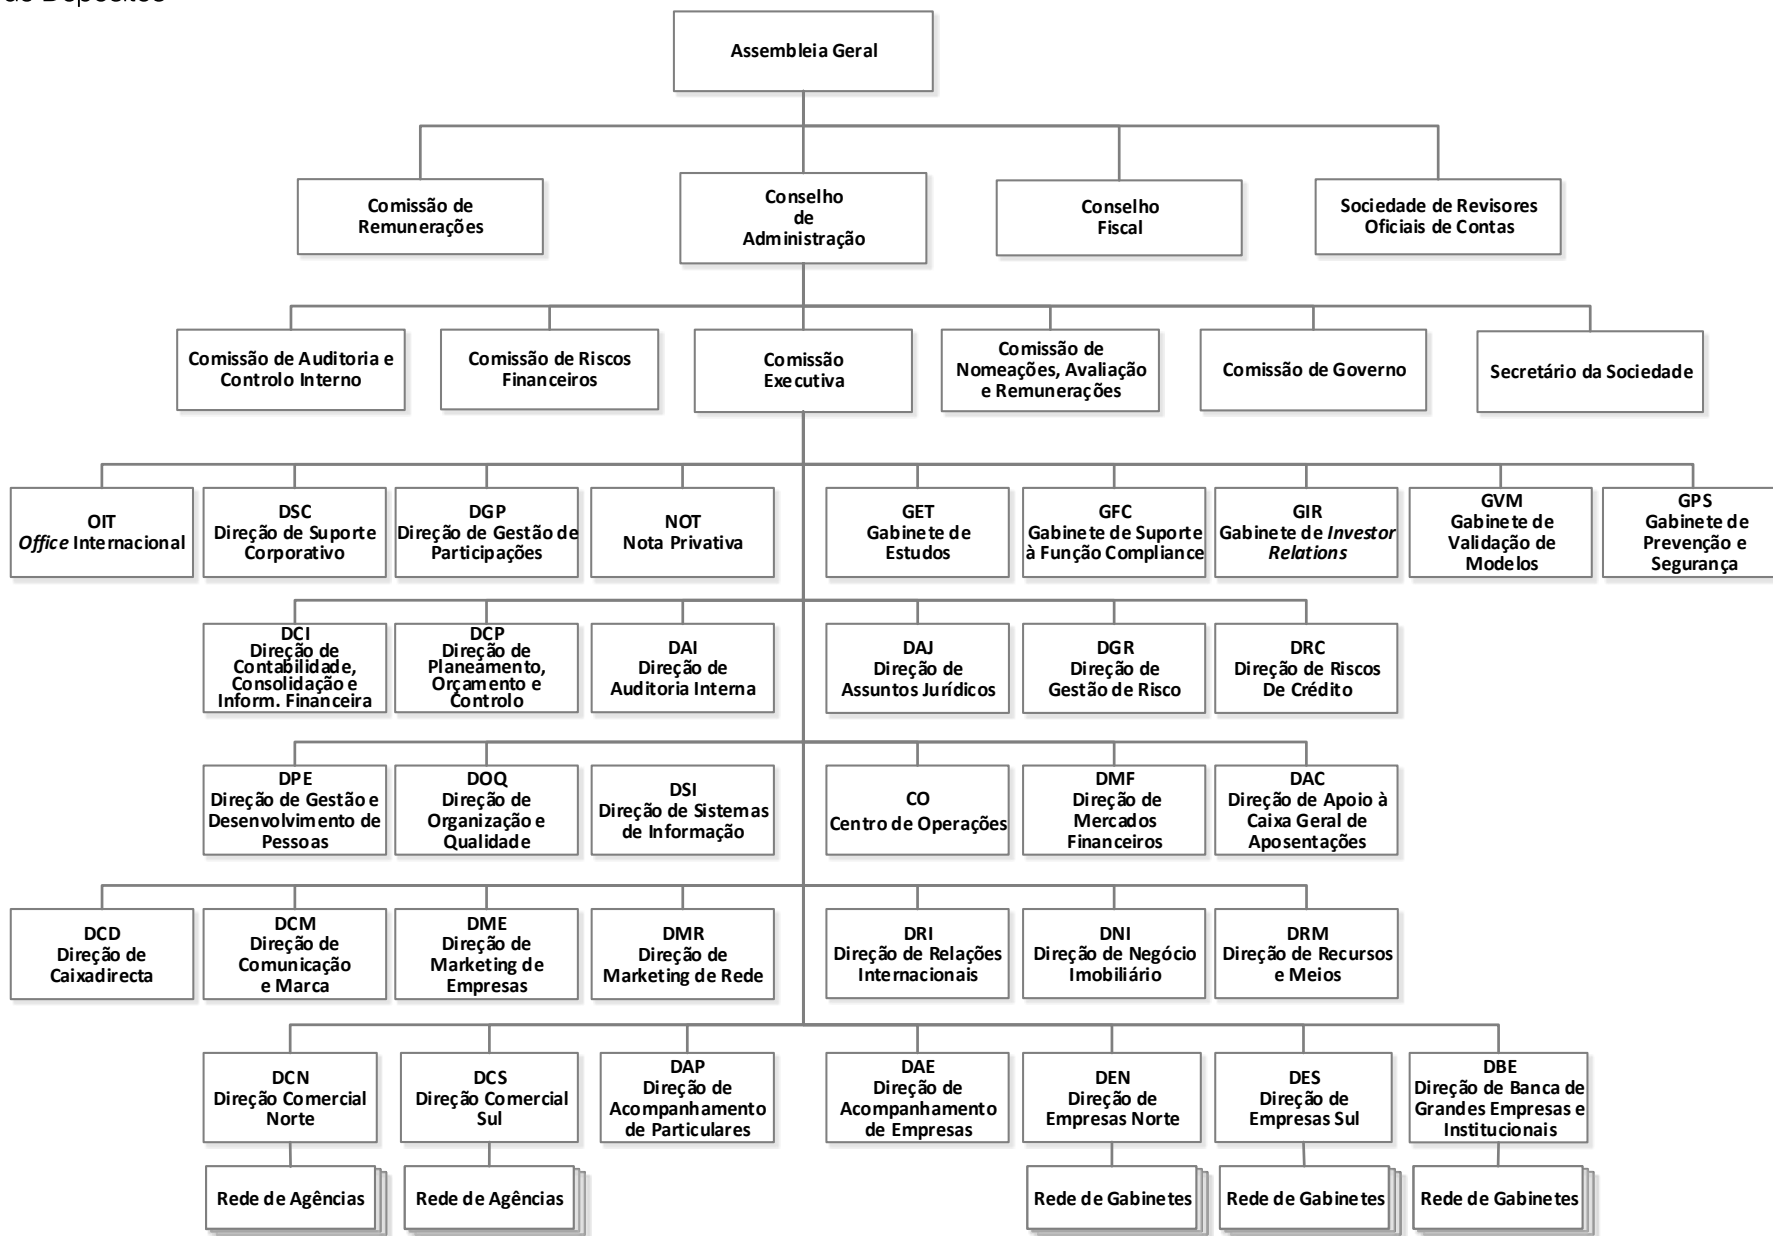 Assembleia Geral
Comissão de
Remunerações
Conselho
de
Administração
Conselho
Fiscal
Sociedade de Revisores
Oficiais de Contas
Comissão de Auditoria e
Controlo Interno
Comissão de Riscos
Financeiros
Comissão
Executiva
Comissão de
Nomeações, Avaliação
e Remunerações
Comissão de Governo
Secretário da Sociedade
OIT
Office Internacional
DSC
Direção de Suporte
Corporativo
DGP
Direção de Gestão de
Participações
NOT
Nota Privativa
GET
Gabinete de
Estudos
GFC
Gabinete de Suporte
à Função Compliance
GIR
Gabinete de Investor
Relations
GVM
Gabinete de
Validação de
Modelos
GPS
Gabinete de
Prevenção e
Segurança
DCI
Direção de
Contabilidade,
Consolidação e
Inform. Financeira
DCP
Direção de
Planeamento,
Orçamento e
Controlo
DAI
Direção de
Auditoria Interna
DAJ
Direção de
Assuntos Jurídicos
DGR
Direção de
Gestão de Risco
DRC
Direção de Riscos
De Crédito
DPE
Direção de Gestão e
Desenvolvimento de
Pessoas
DOQ
Direção de
Organização e
Qualidade
DSI
Direção de Sistemas
de Informação
CO
Centro de Operações
DMF
Direção de
Mercados
Financeiros
DAC
Direção de Apoio à
Caixa Geral de
Aposentações
DCD
Direção de
Caixadirecta
DCM
Direção de
Comunicação
e Marca
DME
Direção de
Marketing de
Empresas
DMR
Direção de
Marketing de Rede
DRI
Direção de Relações
Internacionais
DNI
Direção de Negócio
Imobiliário
DRM
Direção de Recursos
e Meios
DCN
Direção Comercial
Norte
DCS
Direção Comercial
Sul
DAP
Direção de
Acompanhamento
de Particulares
DAE
Direção de
Acompanhamento
de Empresas
DEN
Direção de
Empresas Norte
DES
Direção de
Empresas Sul
DBE
Direção de Banca de
Grandes Empresas e
Institucionais
Rede de Agências
Rede de Agências
Rede de Gabinetes
Rede de Gabinetes
Rede de Gabinetes